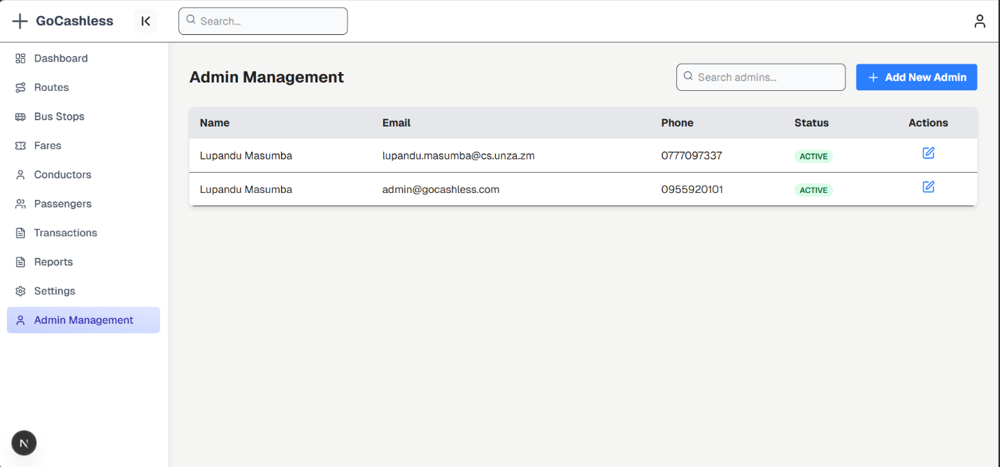 GoCashless
Search...
Dashboard
Routes
Bus Stops
Fares
Conductors
Passengers
Transactions
Reports
Settings
Admin Management
N
Admin Management
Search admins...
Add New Admin
Name Email Phone Status Actions
Lupandu Masumba lupandu.masumba@cs.unza.zm 0777097337 ACTIVE
Lupandu Masumba admin@gocashless.com 0955920101 ACTIVE